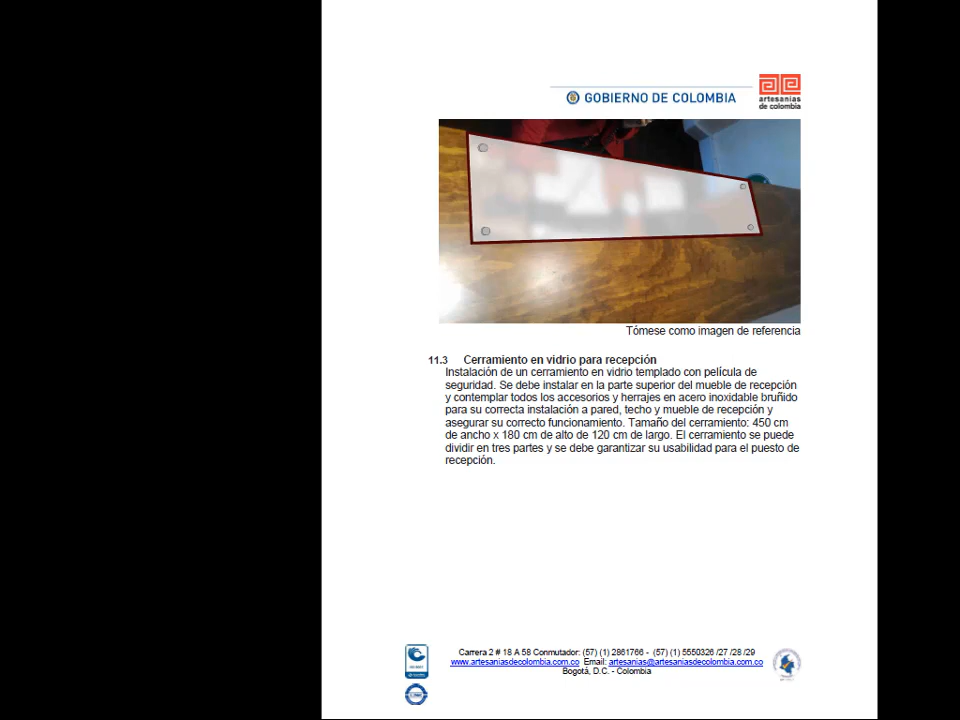 GOBIERNO DE COLOMBIA
artesanías
de colombia
Tómese como imagen de referencia
11.3 Cerramiento en vidrio para recepción
Instalación de un cerramiento en vidrio templado con película de
seguridad. Se debe instalar en la parte superior del mueble de recepción
y contemplar todos los accesorios y herrajes en acero inoxidable bruñido
para su correcta instalación a pared, techo y mueble de recepción y
asegurar su correcto funcionamiento. Tamaño del cerramiento: 450 cm
de ancho x 180 cm de alto de 120 cm de largo. El cerramiento se puede
dividir en tres partes y se debe garantizar su usabilidad para el puesto de
recepción.
Carrera 2 # 18 A 58 Conmutador: (57) (1) 2861766 - (57) (1) 5550326 /27 /28 /29
www.artesaniasdecolombia.com.co Email: artesanias@artesaniasdecolombia.com.co
Bogotá, D.C. - Colombia